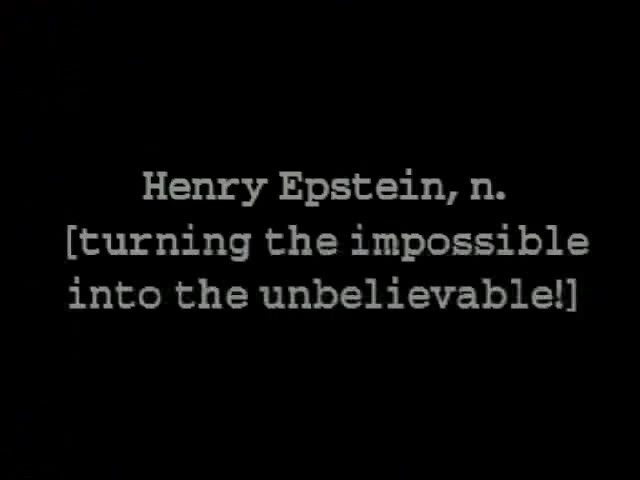 Henry Epstein, n.
[turning the impossible
into the unbelievable!]